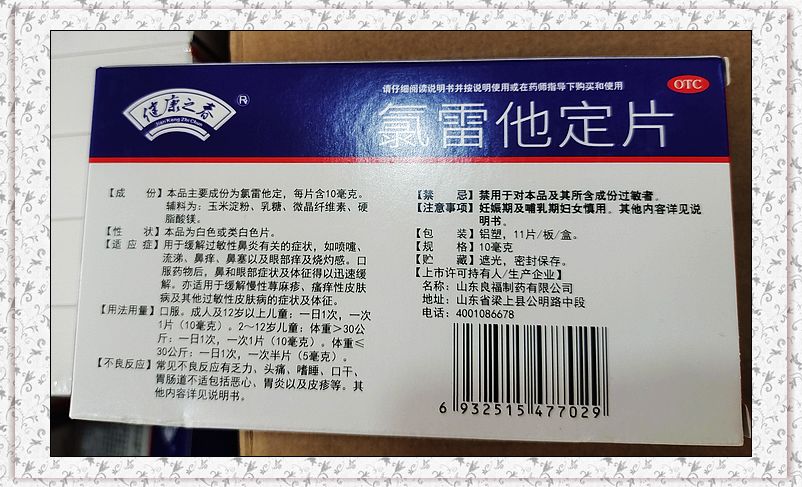 请仔细阅读说明书并按说明使用或在药师指导下购买和使用
OTC
健康之春
Jian Kang Zhi Chun
®
氯雷他定片
【成 份】本品主要成份为氯雷他定，每片含10毫克。
辅料为：玉米淀粉、乳糖、微晶纤维素、硬
脂酸镁。
【性 状】本品为白色或类白色片。
【适 应 症】用于缓解过敏性鼻炎有关的症状，如喷嚏、
流涕、鼻痒、鼻塞以及眼部痒及烧灼感。口
服药物后，鼻和眼部症状及体征得以迅速缓
解。亦适用于缓解慢性荨麻疹、瘙痒性皮肤
病及其他过敏性皮肤病的症状及体征。
【用法用量】口服。成人及12岁以上儿童：一日1次，一次
1片（10毫克）。2～12岁儿童：体重＞30公
斤：一日1次，一次1片（10毫克）。体重≤
30公斤：一日1次，一次半片（5毫克）。
【不良反应】常见不良反应有乏力、头痛、嗜睡、口干、
胃肠道不适包括恶心、胃炎以及皮疹等。其
他内容详见说明书。
【禁 忌】禁用于对本品及其所含成份过敏者。
【注意事项】妊娠期及哺乳期妇女慎用。其他内容详见说
明书。
【包 装】铝塑，11片/板/盒。
【规 格】10毫克
【贮 藏】遮光，密封保存。
【上市许可持有人/生产企业】
名称：山东良福制药有限公司
地址：山东省梁上县公明路中段
电话：4001086678
6 932515 477029